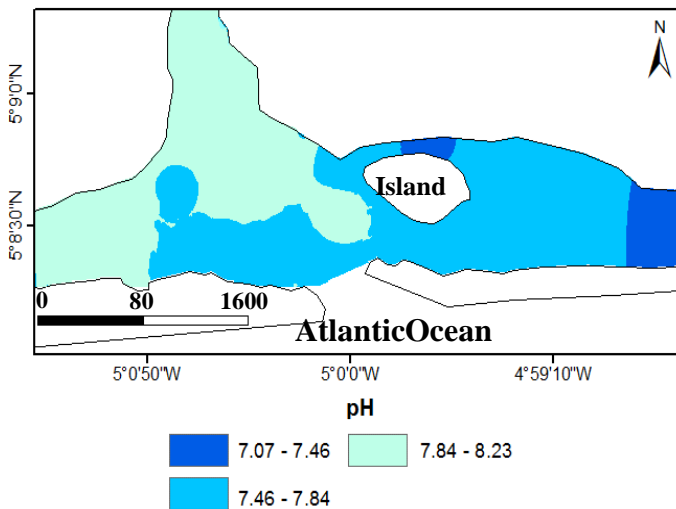 N
5°9'0"N
Island
5°8'30"N
0 80 1600
AtlanticOcean
5°0'50"W 5°0'0"W 4°59'10"W
pH
7.07 - 7.46 7.84 - 8.23
7.46 - 7.84